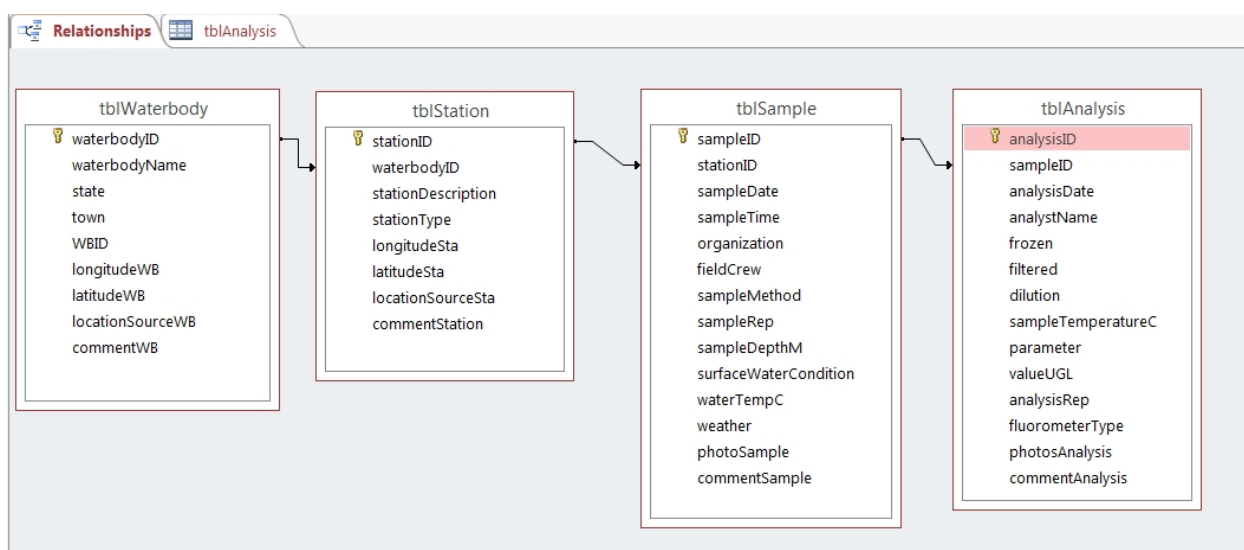 Relationships
tblAnalysis
tblWaterbody
waterbodyID
waterbodyName
state
town
WBID
longitudeWB
latitudeWB
locationSourceWB
commentWB
tblStation
stationID
waterbodyID
stationDescription
stationType
longitudeSta
latitudeSta
locationSourceSta
commentStation
tblSample
sampleID
stationID
sampleDate
sampleTime
organization
fieldCrew
sampleMethod
sampleRep
sampleDepthM
surfaceWaterCondition
waterTempC
weather
photoSample
commentSample
tblAnalysis
analysisID
sampleID
analysisDate
analystName
frozen
filtered
dilution
sampleTemperatureC
parameter
valueUGL
analysisRep
fluorometerType
photosAnalysis
commentAnalysis